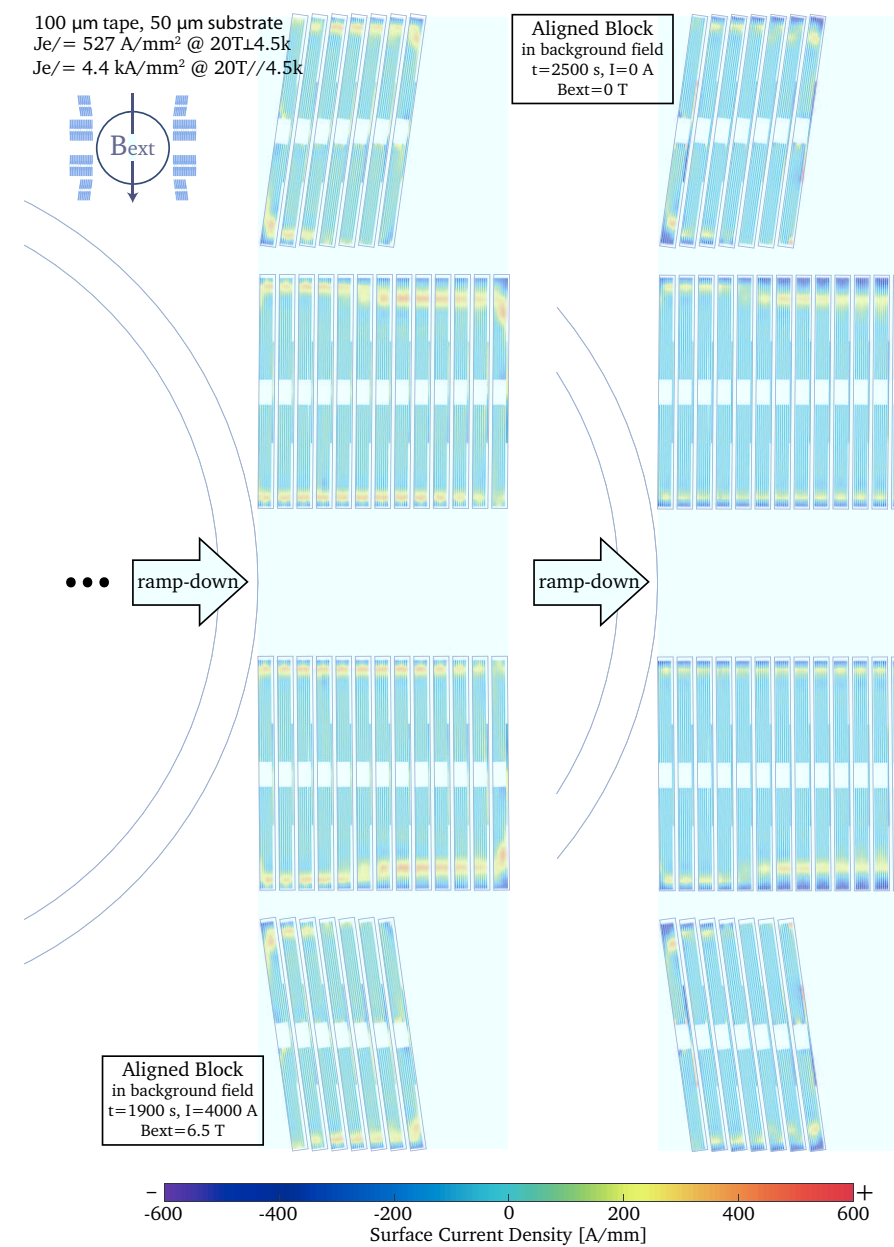 100 µm tape, 50 µm substrate
Je/= 527 A/mm² @ 20T⊥4.5k
Je/= 4.4 kA/mm² @ 20T//4.5k
Bext
Aligned Block
in background field
t=2500 s, I=0 A
Bext=0 T
••• ramp-down
ramp-down
Aligned Block
in background field
t=1900 s, I=4000 A
Bext=6.5 T
– +
-600 -400 -200 0 200 400 600
Surface Current Density [A/mm]